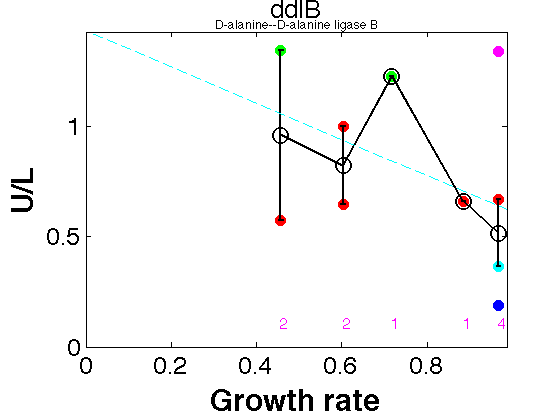 ddlB
D-alanine--D-alanine ligase B
U/L
1
0.5
0
2 2 1 1 4
0 0.2 0.4 0.6 0.8
Growth rate